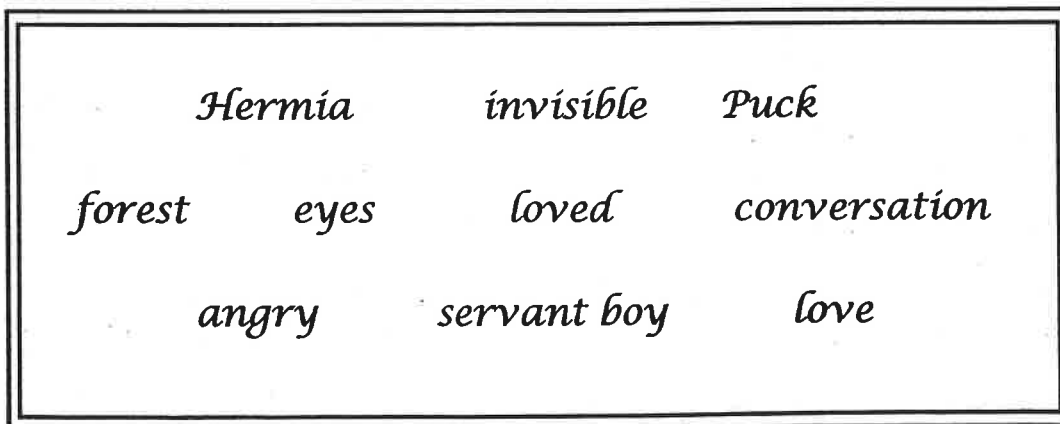 Hermia invisible Puck
forest eyes loved conversation
angry servant boy love